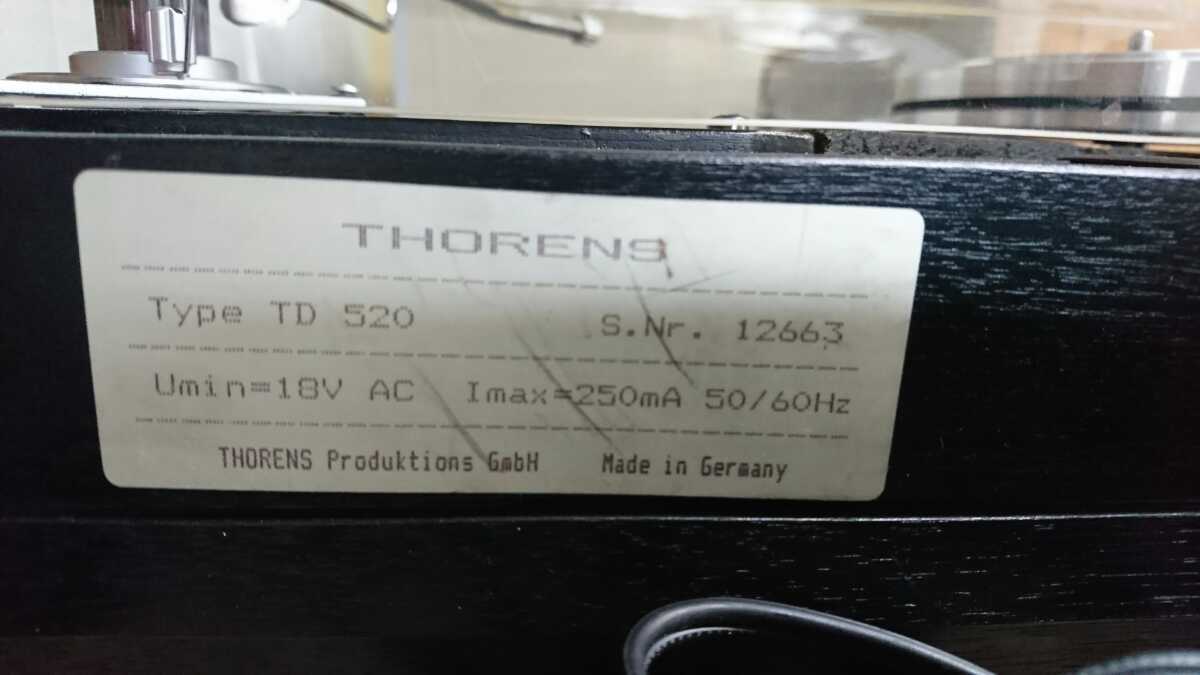 THORENS
Type TD 520 S.Nr. 12663
Umin=18V AC Imax=250mA 50/60Hz
THORENS Produktions GmbH Made in Germany